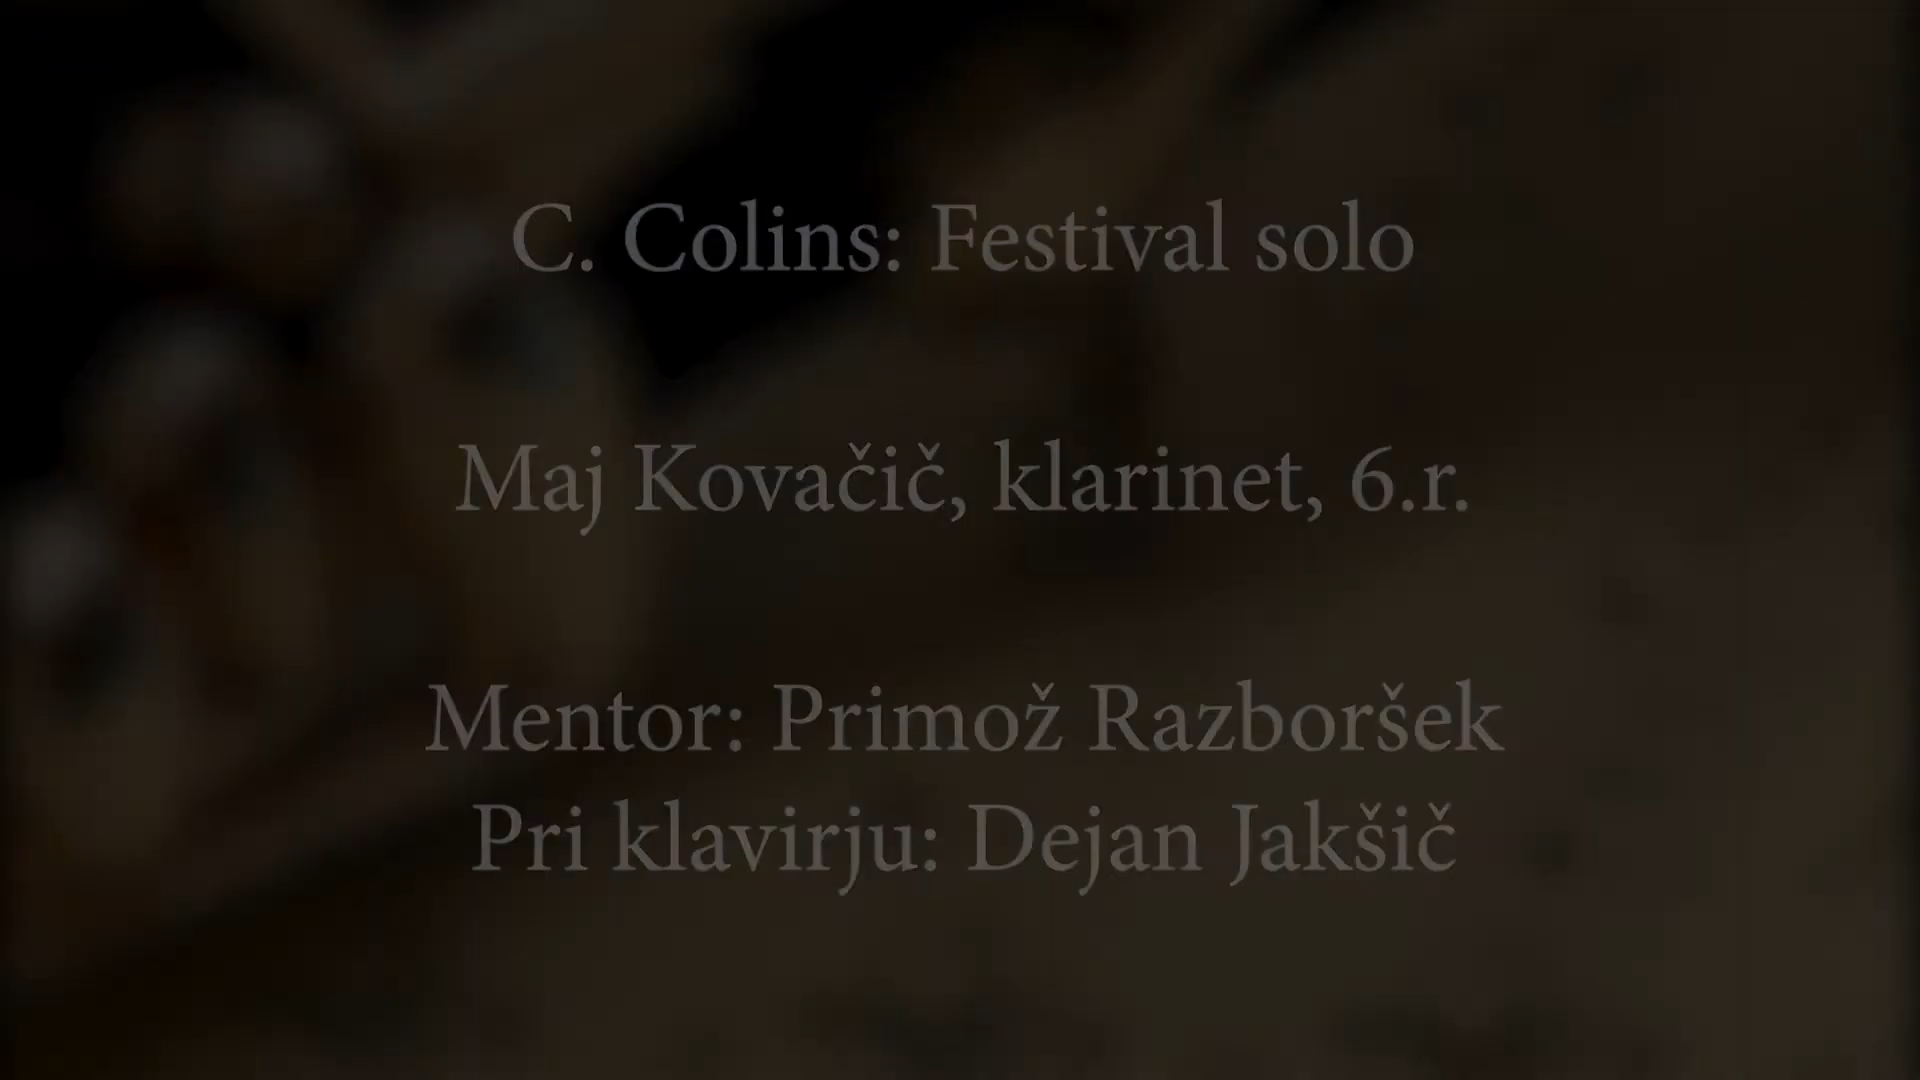 C. Colins: Festival solo
Maj Kovačič, klarinet, 6.r.
Mentor: Primož Razboršek
Pri klavirju: Dejan Jakšič